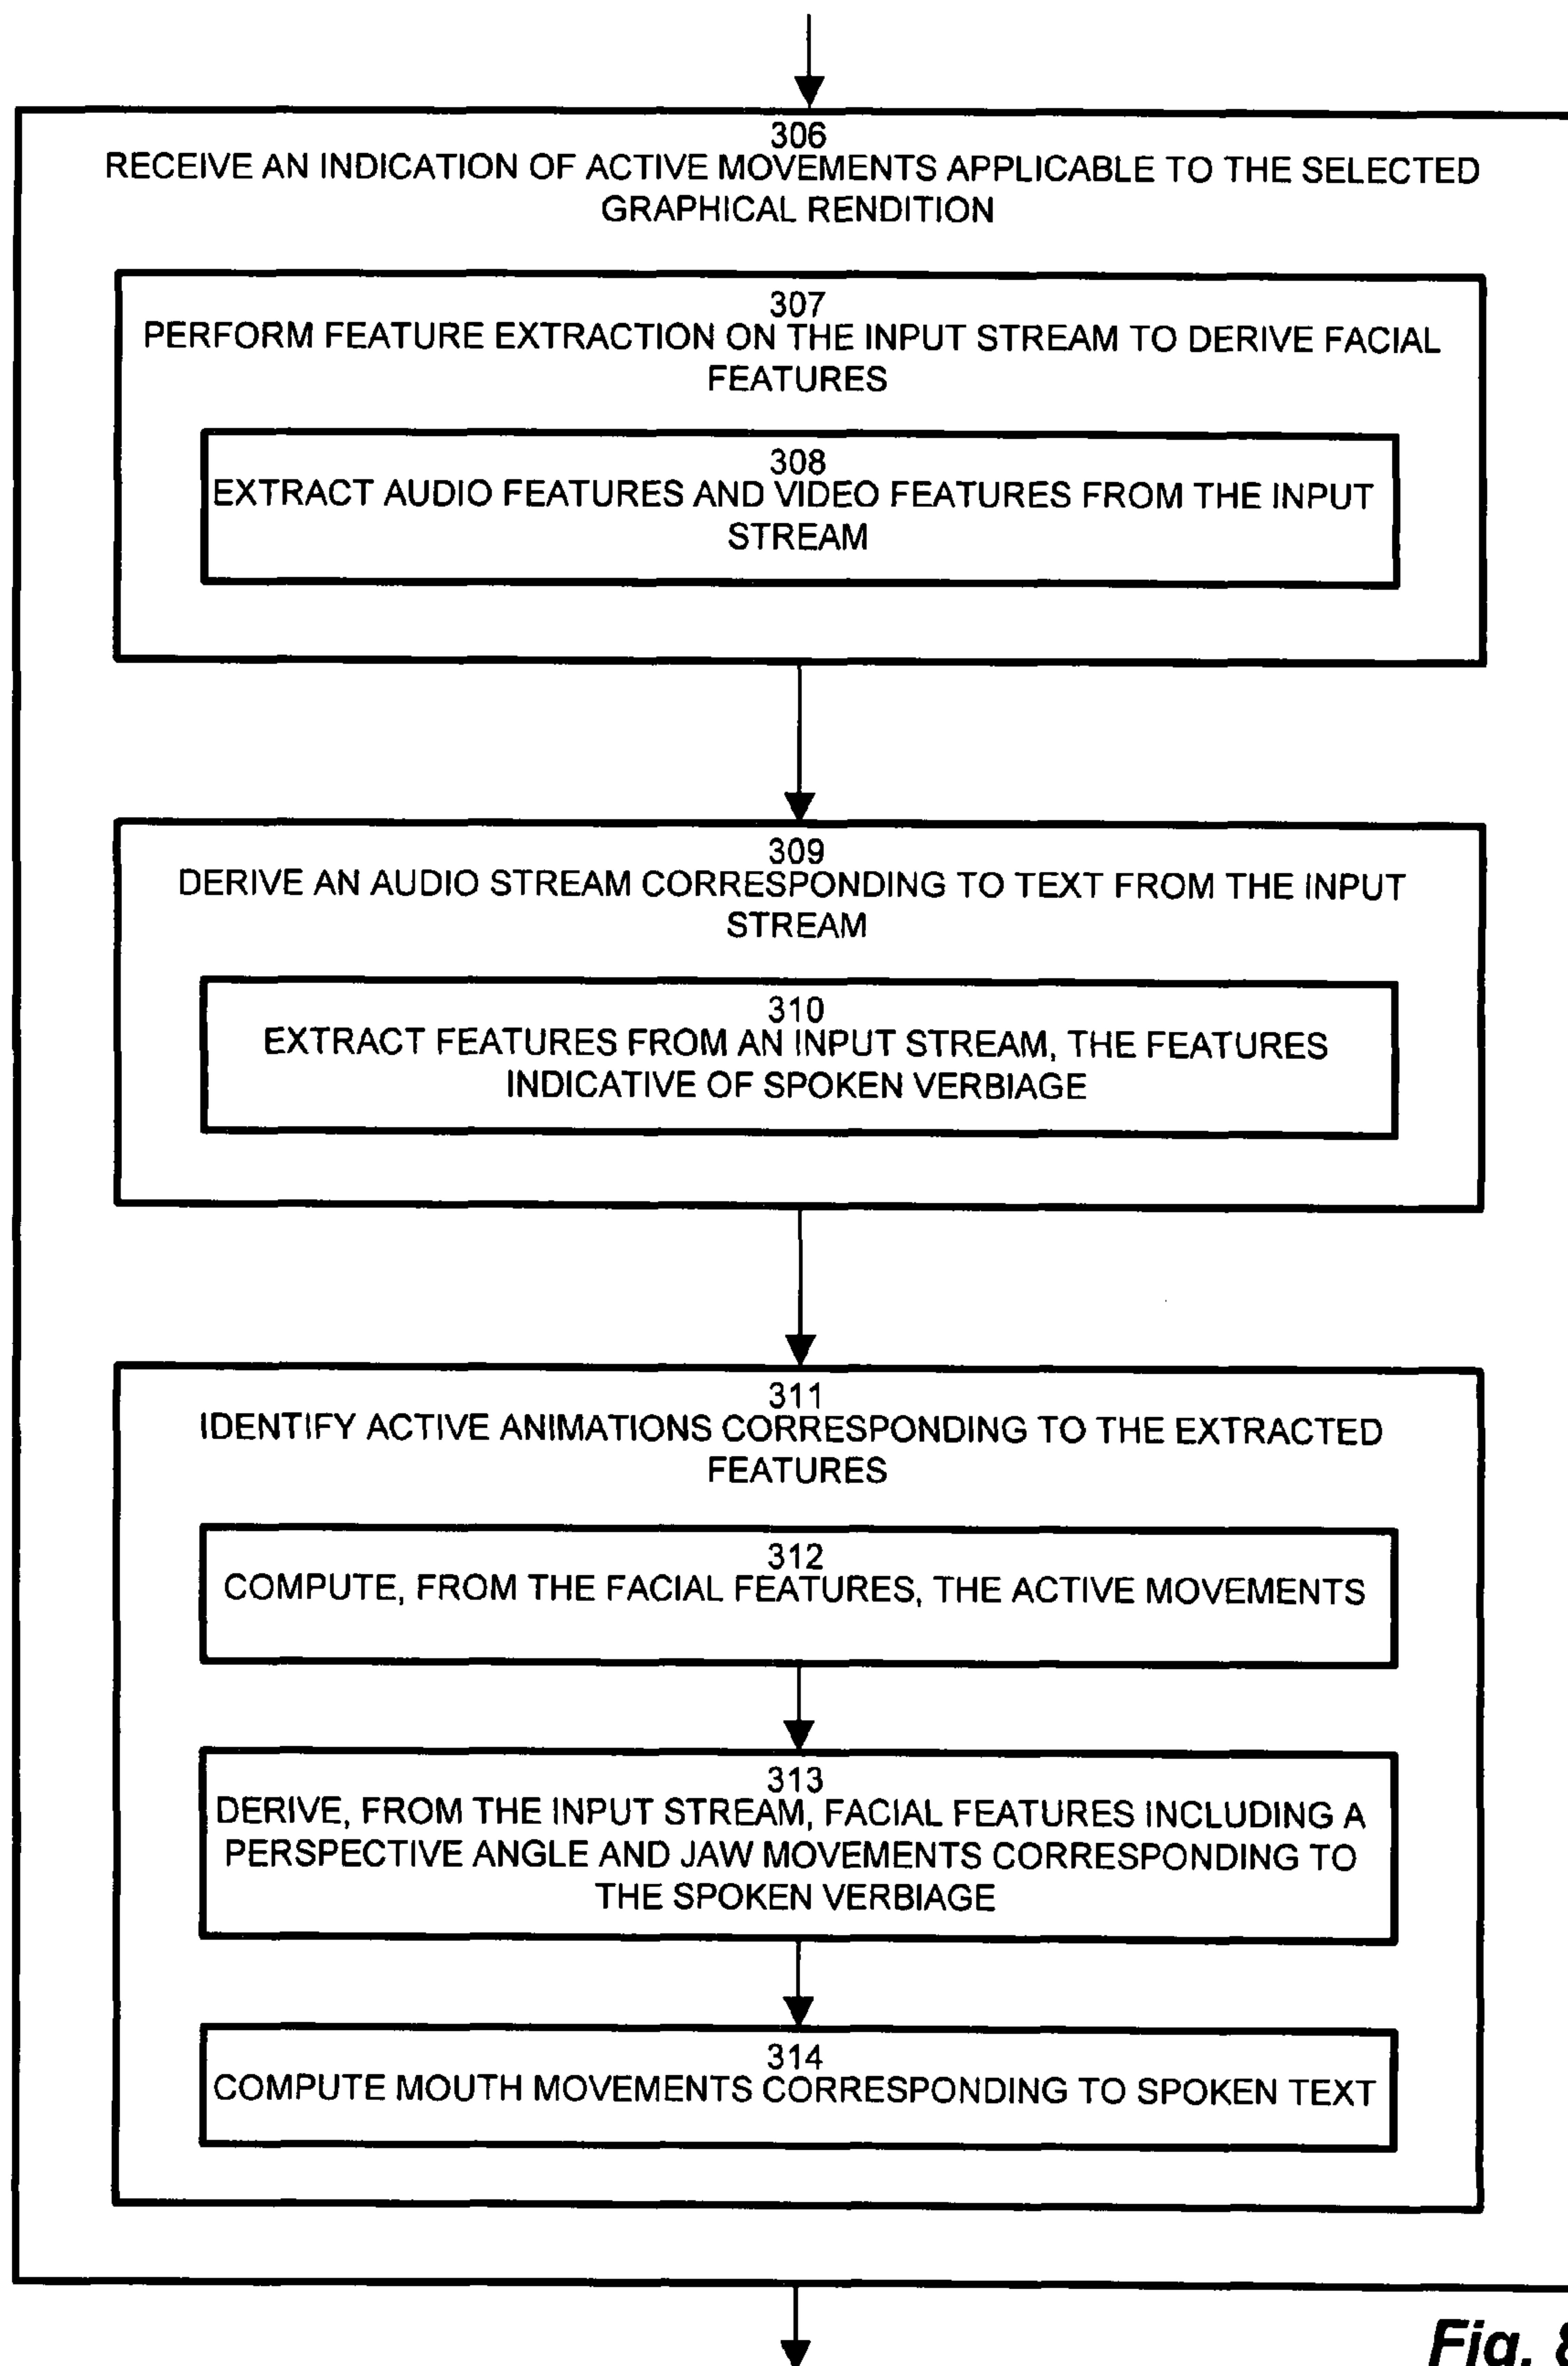 306
RECEIVE AN INDICATION OF ACTIVE MOVEMENTS APPLICABLE TO THE SELECTED
GRAPHICAL RENDITION
307
PERFORM FEATURE EXTRACTION ON THE INPUT STREAM TO DERIVE FACIAL
FEATURES
308
EXTRACT AUDIO FEATURES AND VIDEO FEATURES FROM THE INPUT
STREAM
309
DERIVE AN AUDIO STREAM CORRESPONDING TO TEXT FROM THE INPUT
STREAM
310
EXTRACT FEATURES FROM AN INPUT STREAM, THE FEATURES
INDICATIVE OF SPOKEN VERBIAGE
311
IDENTIFY ACTIVE ANIMATIONS CORRESPONDING TO THE EXTRACTED
FEATURES
312
COMPUTE, FROM THE FACIAL FEATURES, THE ACTIVE MOVEMENTS
313
DERIVE, FROM THE INPUT STREAM, FACIAL FEATURES INCLUDING A
PERSPECTIVE ANGLE AND JAW MOVEMENTS CORRESPONDING TO
THE SPOKEN VERBIAGE
314
COMPUTE MOUTH MOVEMENTS CORRESPONDING TO SPOKEN TEXT
Fig.